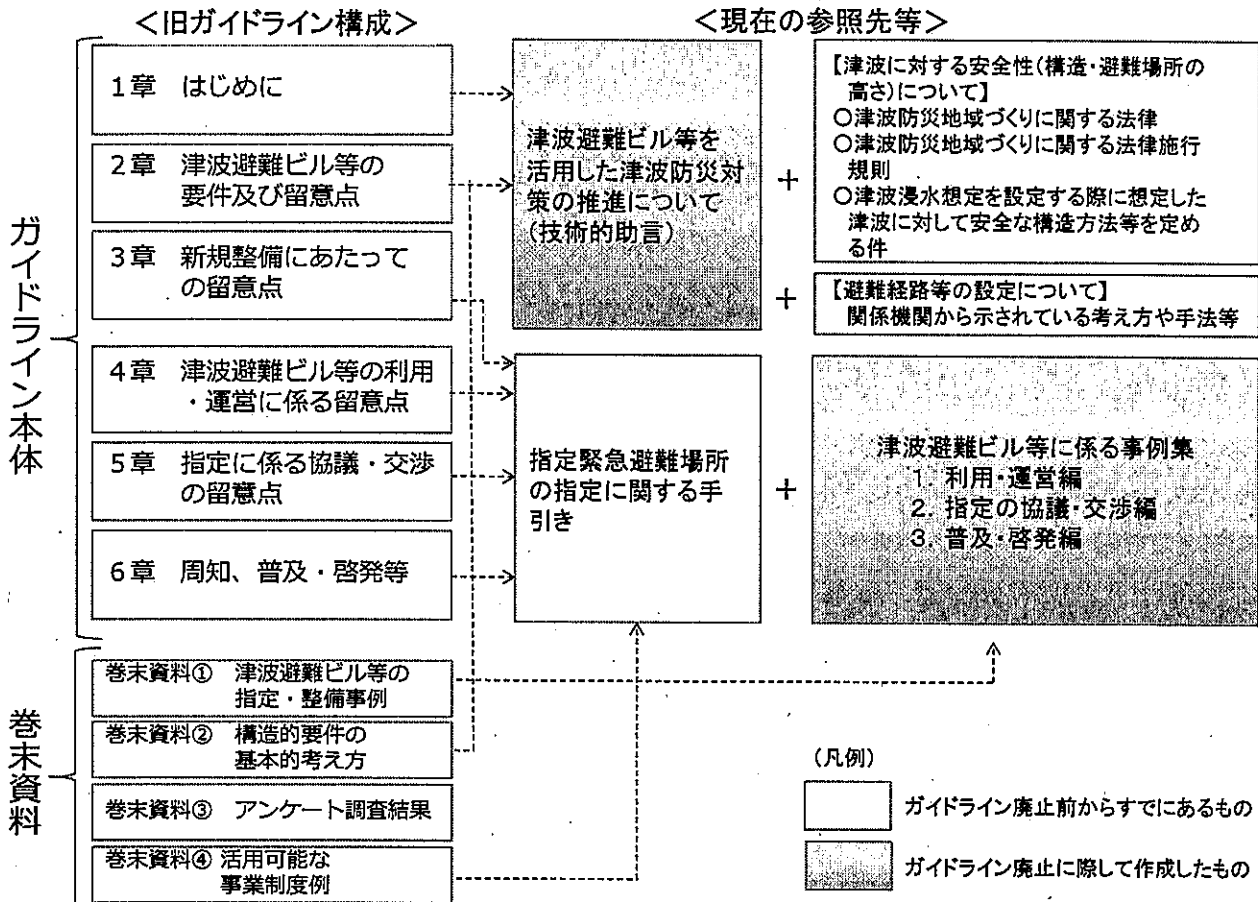 ＜旧ガイドライン構成＞
＜現在の参照先等＞
ガイドライン本体
1章 はじめに
2章 津波避難ビル等の
要件及び留意点
3章 新規整備にあたって
の留意点
4章 津波避難ビル等の利用
・運営に係る留意点
5章 指定に係る協議・交渉
の留意点
6章 周知、普及・啓発等
巻末資料
巻末資料① 津波避難ビル等の
指定・整備事例
巻末資料② 構造的要件の
基本的考え方
巻末資料③ アンケート調査結果
巻末資料④ 活用可能な
事業制度例
津波避難ビル等を
活用した津波防災対
策の推進について
（技術的助言）
+
【津波に対する安全性（構造・避難場所の
高さ）について】
○津波防災地域づくりに関する法律
○津波防災地域づくりに関する法律施行
規則
○津波浸水想定を設定する際に想定した
津波に対して安全な構造方法等を定め
る件
+
【避難経路等の設定について】
関係機関から示されている考え方や手法等
指定緊急避難場所
の指定に関する手
引き
+
津波避難ビル等に係る事例集
1．利用・運営編
2．指定の協議・交渉編
3．普及・啓発編
（凡例）
ガイドライン廃止前からすでにあるもの
ガイドライン廃止に際して作成したもの